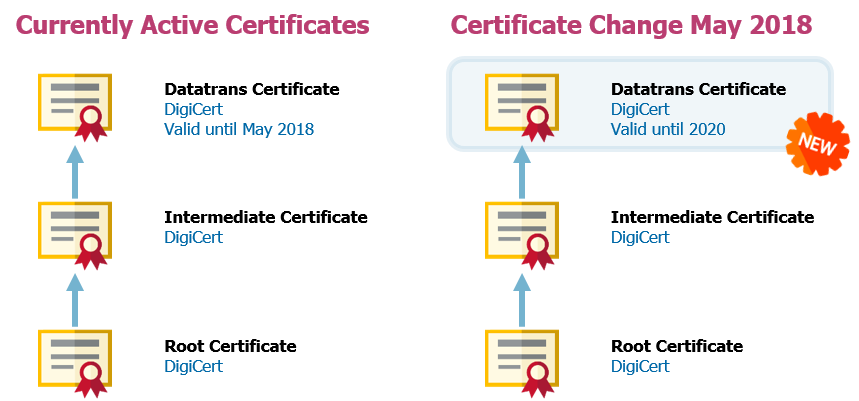 Currently Active Certificates
Datatrans Certificate
DigiCert
Valid until May 2018
Intermediate Certificate
DigiCert
Root Certificate
DigiCert
Certificate Change May 2018
Datatrans Certificate
DigiCert
Valid until 2020
NEW
Intermediate Certificate
DigiCert
Root Certificate
DigiCert